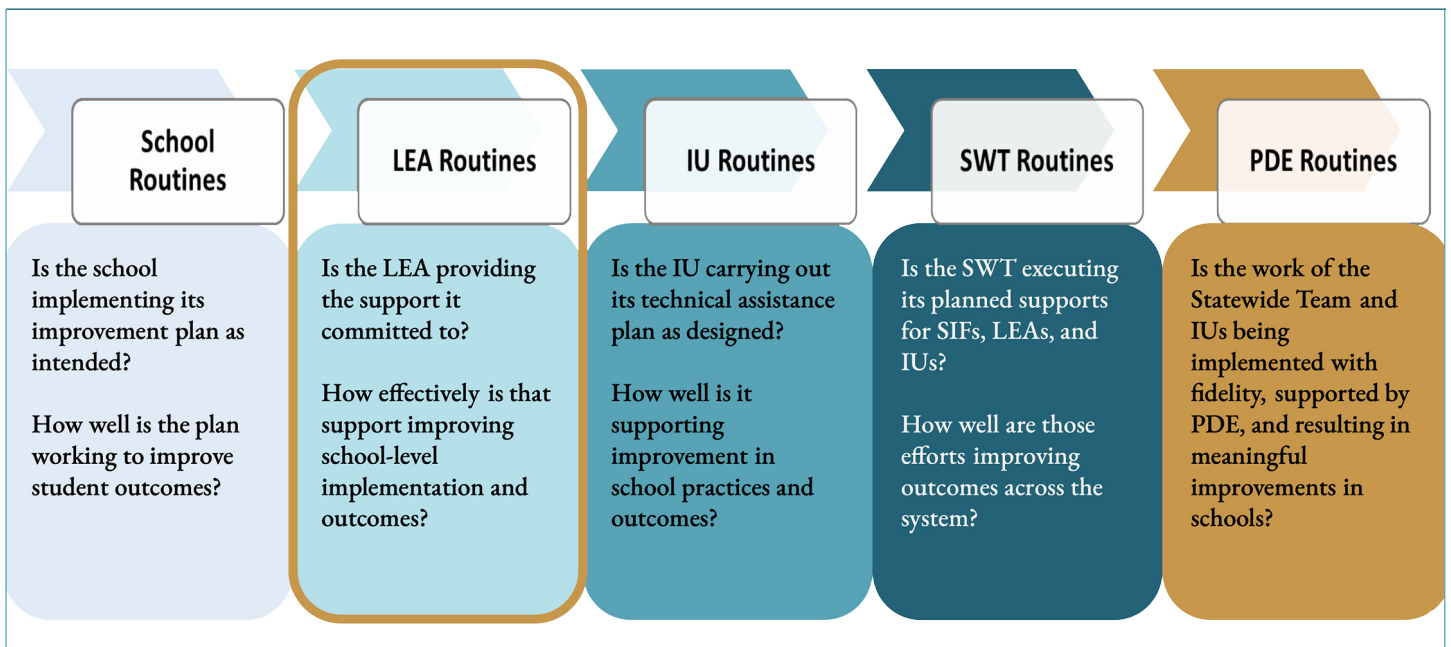 School
Routines
Is the school
implementing its
improvement plan as
intended?
How well is the plan
working to improve
student outcomes?
LEA Routines
Is the LEA providing
the support it
committed to?
How effectively is that
support improving
school-level
implementation and
outcomes?
IU Routines
Is the IU carrying out
its technical assistance
plan as designed?
How well is it
supporting
improvement in
school practices and
outcomes?
SWT Routines
Is the SWT executing
its planned supports
for SIFs, LEAs, and
IUs?
How well are those
efforts improving
outcomes across the
system?
PDE Routines
Is the work of the
Statewide Team and
IUs being
implemented with
fidelity, supported by
PDE, and resulting in
meaningful
improvements in
schools?